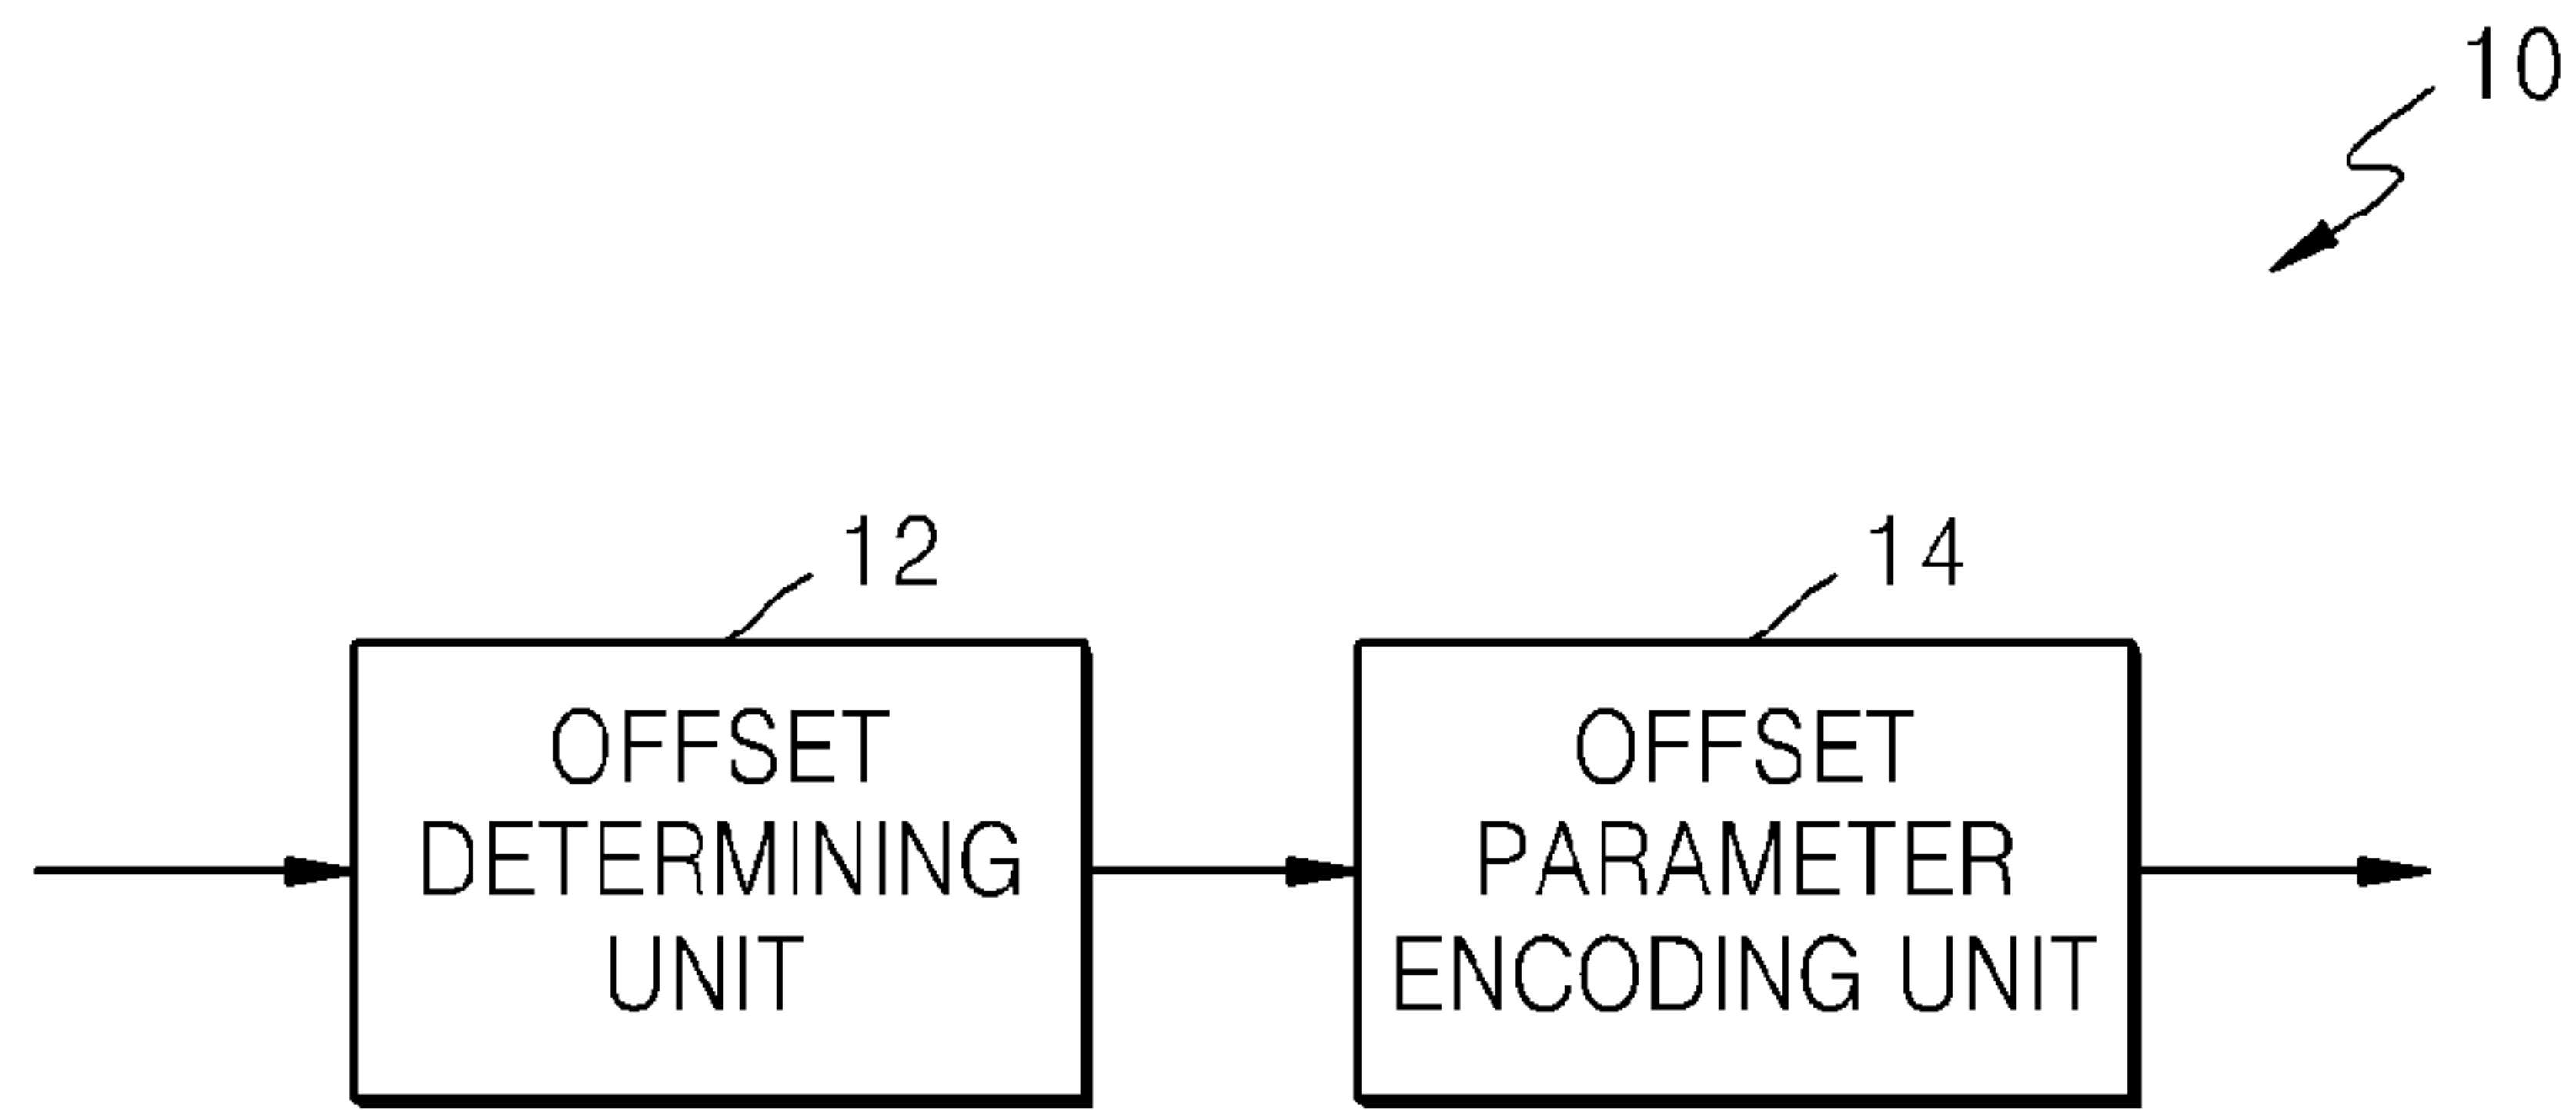 10
12
14
OFFSET
DETERMINING
UNIT
OFFSET
PARAMETER
ENCODING UNIT